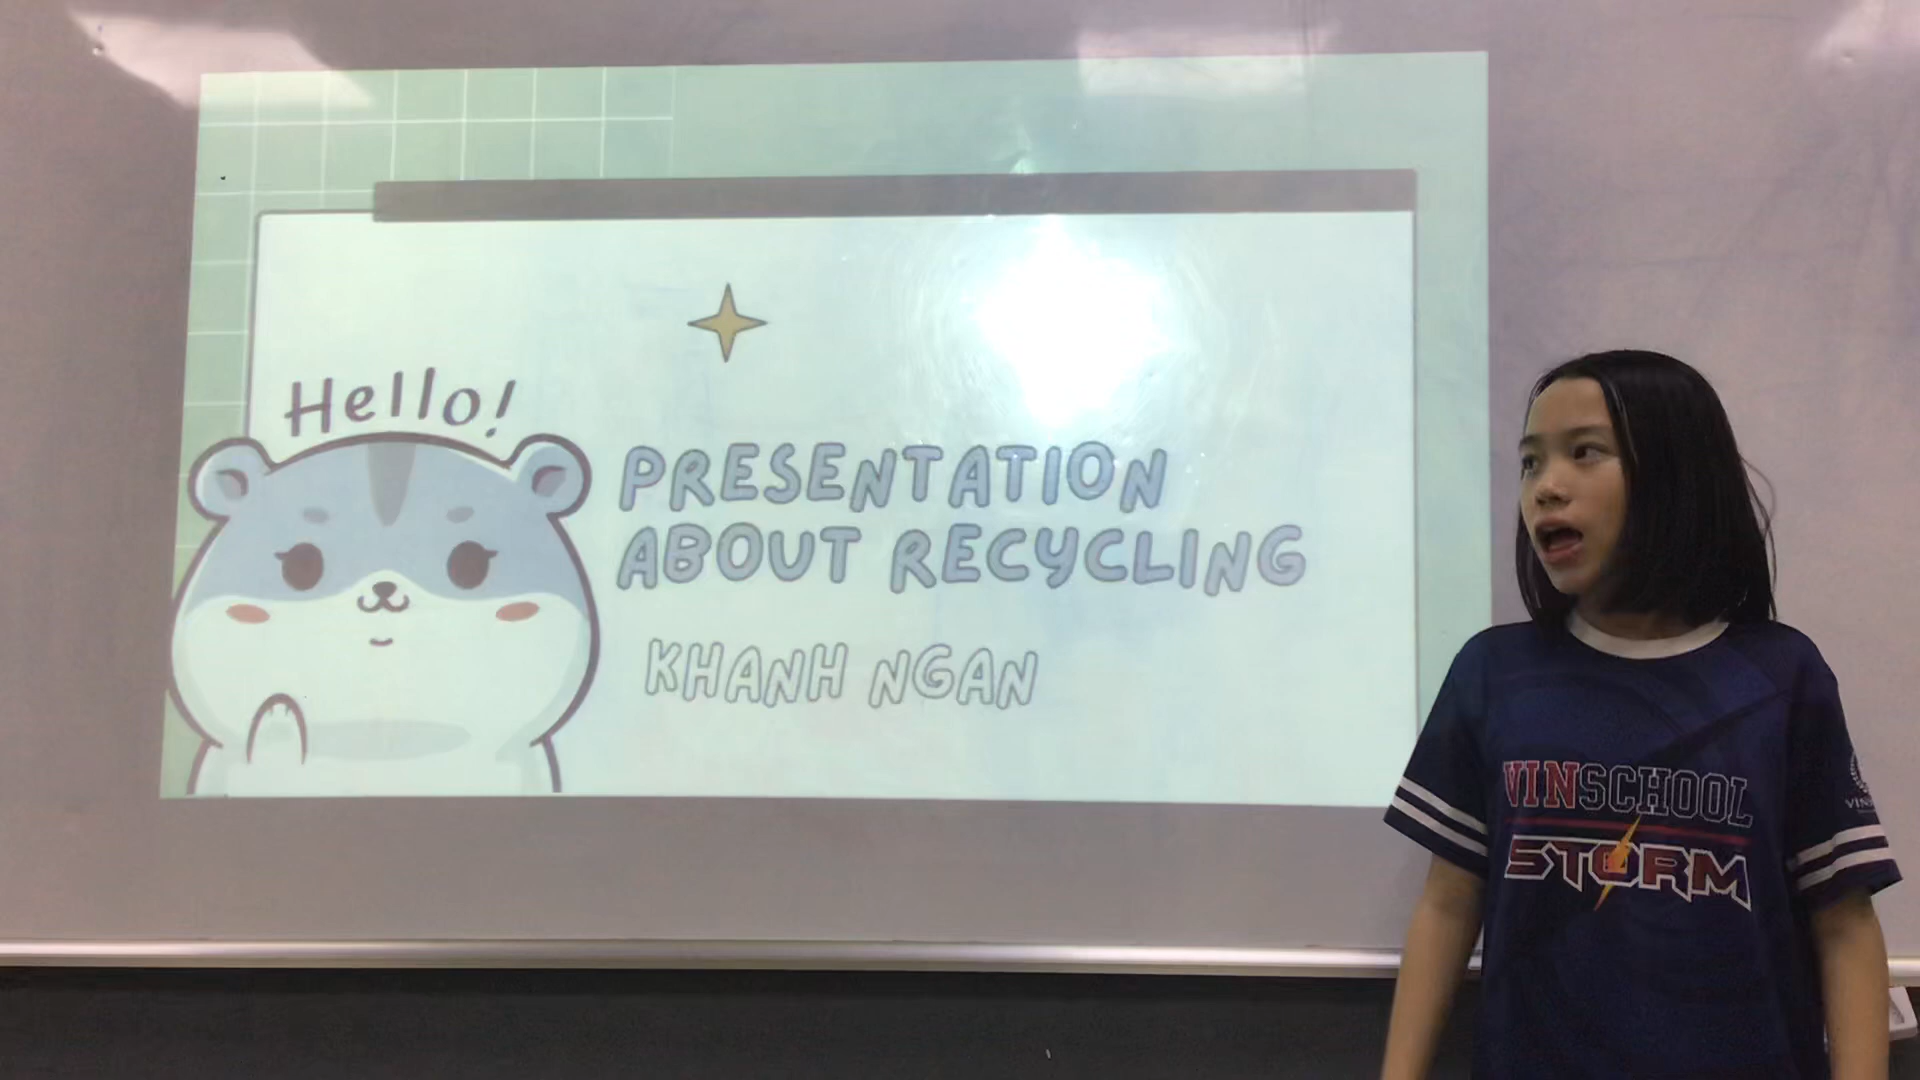 Hello!
PRESENTATION
ABOUT RECYCLING
KHANH NGAN
VINSCHOOL
STORM